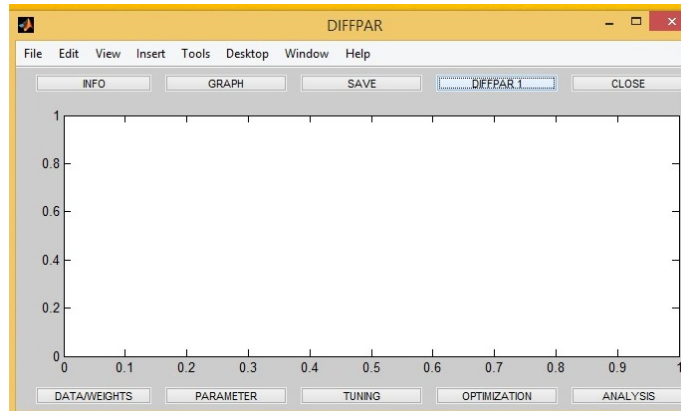 DIFFPAR
File Edit View Insert Tools Desktop Window Help
INFO GRAPH SAVE DIFFPAR 1 CLOSE
1
0.8
0.6
0.4
0.2
0
0 0.1 0.2 0.3 0.4 0.5 0.6 0.7 0.8 0.9 1
DATA/WEIGHTS PARAMETER TUNING OPTIMIZATION ANALYSIS